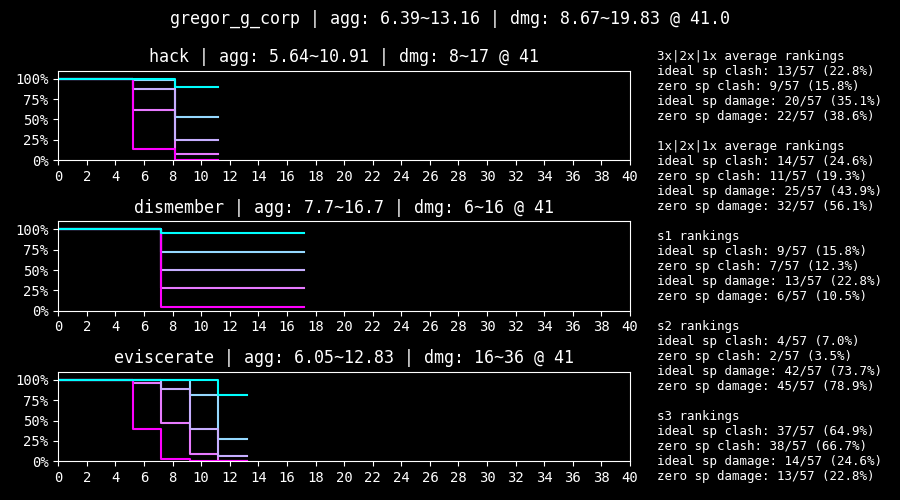 gregor_g_corp | agg: 6.39~13.16 | dmg: 8.67~19.83 @ 41.0
hack | agg: 5.64~10.91 | dmg: 8~17 @ 41
100%
75%
50%
25%
0%
0 2 4 6 8 10 12 14 16 18 20 22 24 26 28 30 32 34 36 38 40
dismember | agg: 7.7~16.7 | dmg: 6~16 @ 41
100%
75%
50%
25%
0%
0 2 4 6 8 10 12 14 16 18 20 22 24 26 28 30 32 34 36 38 40
eviscerate | agg: 6.05~12.83 | dmg: 16~36 @ 41
100%
75%
50%
25%
0%
0 2 4 6 8 10 12 14 16 18 20 22 24 26 28 30 32 34 36 38 40
3x|2x|1x average rankings
ideal sp clash: 13/57 (22.8%)
zero sp clash: 9/57 (15.8%)
ideal sp damage: 20/57 (35.1%)
zero sp damage: 22/57 (38.6%)
1x|2x|1x average rankings
ideal sp clash: 14/57 (24.6%)
zero sp clash: 11/57 (19.3%)
ideal sp damage: 25/57 (43.9%)
zero sp damage: 32/57 (56.1%)
s1 rankings
ideal sp clash: 9/57 (15.8%)
zero sp clash: 7/57 (12.3%)
ideal sp damage: 13/57 (22.8%)
zero sp damage: 6/57 (10.5%)
s2 rankings
ideal sp clash: 4/57 (7.0%)
zero sp clash: 2/57 (3.5%)
ideal sp damage: 42/57 (73.7%)
zero sp damage: 45/57 (78.9%)
s3 rankings
ideal sp clash: 37/57 (64.9%)
zero sp clash: 38/57 (66.7%)
ideal sp damage: 14/57 (24.6%)
zero sp damage: 13/57 (22.8%)